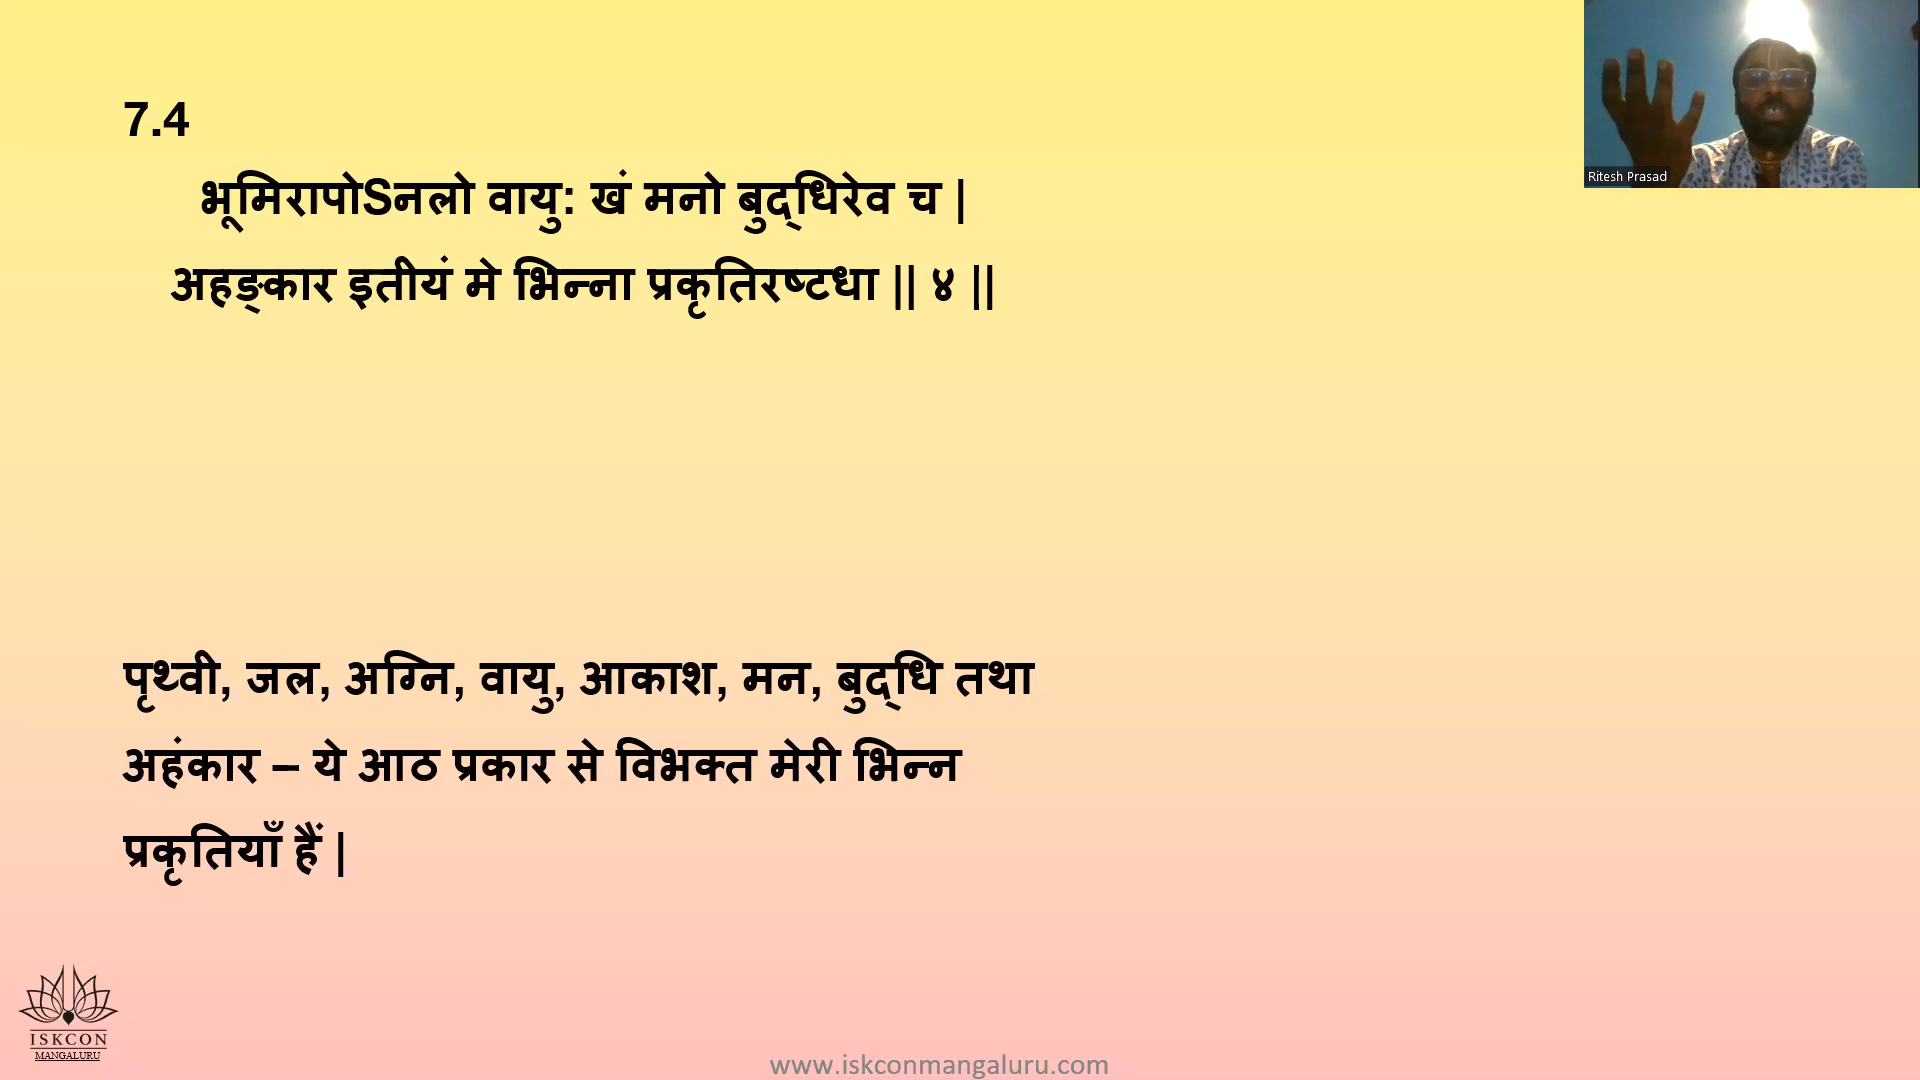 7.4
भूमिरापोSनलो वायु: खं मनो बुद्धिरेव च |
अहङ्कार इतीयं मे भिन्ना प्रकृतिरष्टधा || ४ ||
पृथ्वी, जल, अग्नि, वायु, आकाश, मन, बुद्धि तथा
अहंकार – ये आठ प्रकार से विभक्त मेरी भिन्न
प्रकृतियाँ हैं |
Ritesh Prasad
ISKCON
MANGALURU
www.iskconmangaluru.com